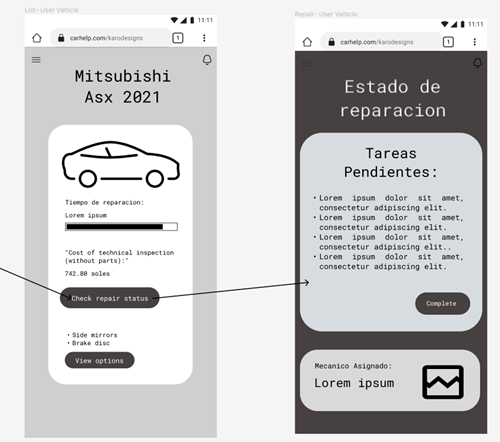 List- User Vehicle
11:11
carhelp.com/karodesigns
1
Mitsubishi
Asx 2021
Tiempo de reparacion:
Lorem ipsum
"Cost of technical inspection
(without parts):"
742.80 soles
Check repair status
• Side mirrors
• Brake disc
View options
Repair- User Vehicle
11:11
carhelp.com/karodesigns
1
Estado de
reparacion
Tareas
Pendientes:
• Lorem ipsum dolor sit amet,
consectetur adipiscing elit.
• Lorem ipsum dolor sit amet,
consectetur adipiscing elit.
• Lorem ipsum dolor sit amet,
consectetur adipiscing elit..
• Lorem ipsum dolor sit amet,
consectetur adipiscing elit.
Complete
Mecanico Asignado:
Lorem ipsum